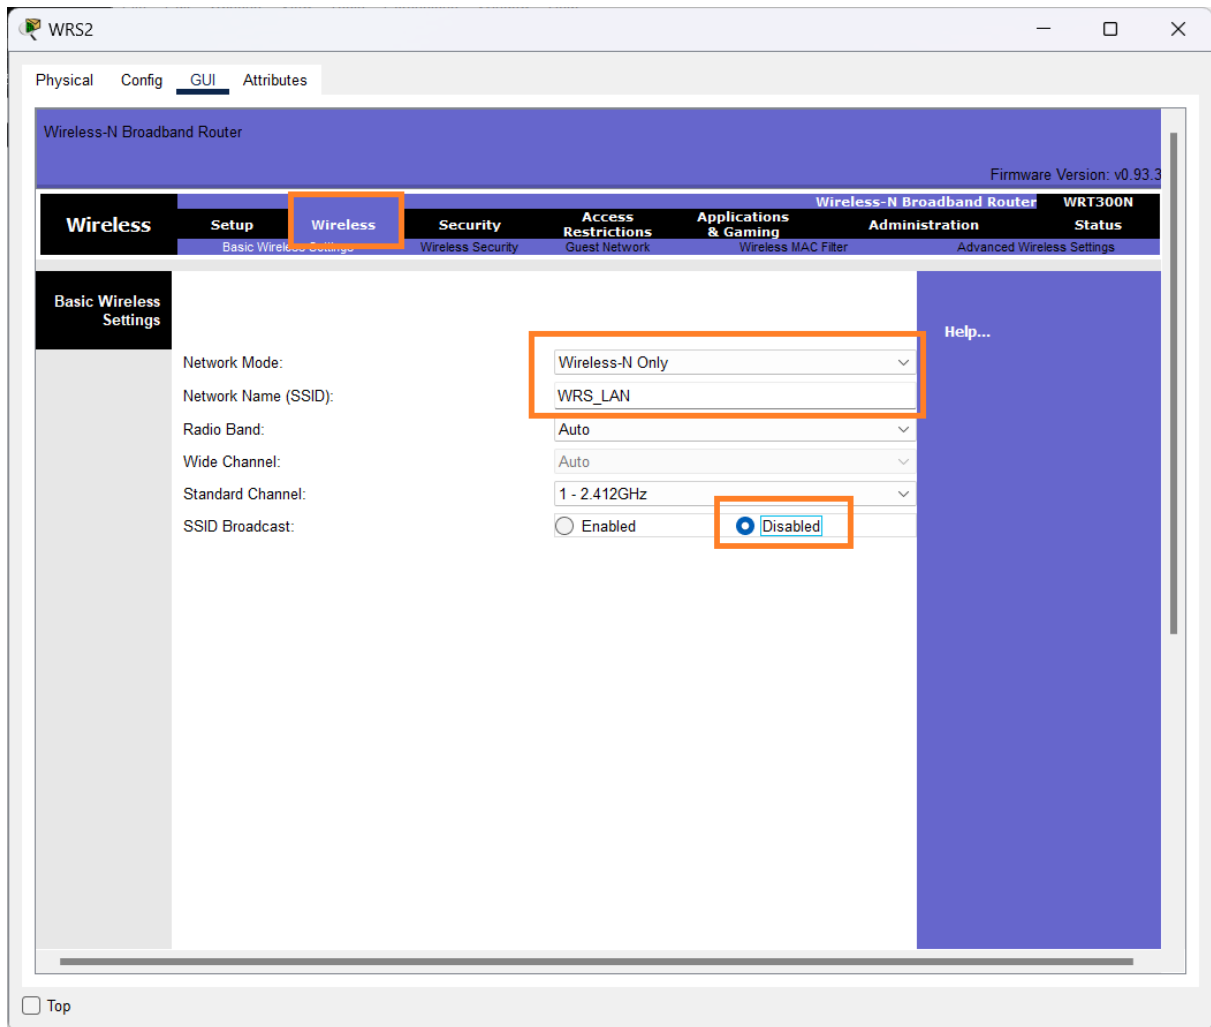 WRS2
Physical Config GUI Attributes
Wireless-N Broadband Router
Firmware Version: v0.93.3
Wireless-N Broadband Router WRT300N
Wireless Setup Wireless Security Access Restrictions Applications & Gaming Administration Status
Basic Wireless Settings Wireless Security Guest Network Wireless MAC Filter Advanced Wireless Settings
Basic Wireless
Settings
Help...
Network Mode: Wireless-N Only
Network Name (SSID): WRS_LAN
Radio Band: Auto
Wide Channel: Auto
Standard Channel: 1 - 2.412GHz
SSID Broadcast: Enabled Disabled
Top